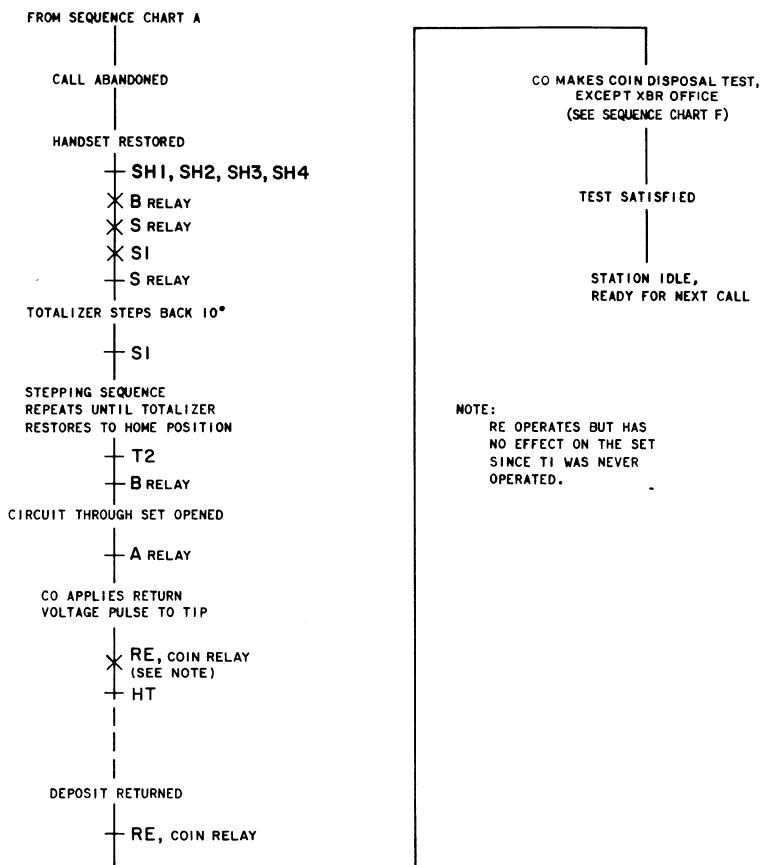 FROM SEQUENCE CHART A
CALL ABANDONED
HANDSET RESTORED
SH1, SH2, SH3, SH4
B RELAY
S RELAY
S1
S RELAY
TOTALIZER STEPS BACK 10°
S1
STEPPING SEQUENCE
REPEATS UNTIL TOTALIZER
RESTORES TO HOME POSITION
T2
B RELAY
CIRCUIT THROUGH SET OPENED
A RELAY
CO APPLIES RETURN
VOLTAGE PULSE TO TIP
RE, COIN RELAY
(SEE NOTE)
HT
DEPOSIT RETURNED
RE, COIN RELAY
CO MAKES COIN DISPOSAL TEST,
EXCEPT XBR OFFICE
(SEE SEQUENCE CHART F)
TEST SATISFIED
STATION IDLE,
READY FOR NEXT CALL
NOTE:
RE OPERATES BUT HAS
NO EFFECT ON THE SET
SINCE T1 WAS NEVER
OPERATED.